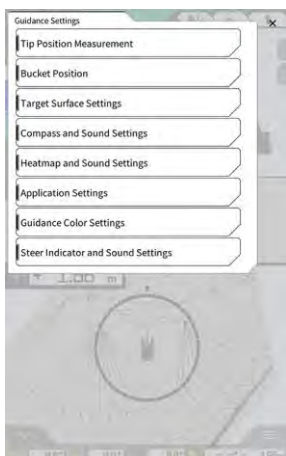 Guidance Settings
×
Tip Position Measurement
Bucket Position
Target Surface Settings
Compass and Sound Settings
Heatmap and Sound Settings
Application Settings
Guidance Color Settings
Steer Indicator and Sound Settings
1.00 m